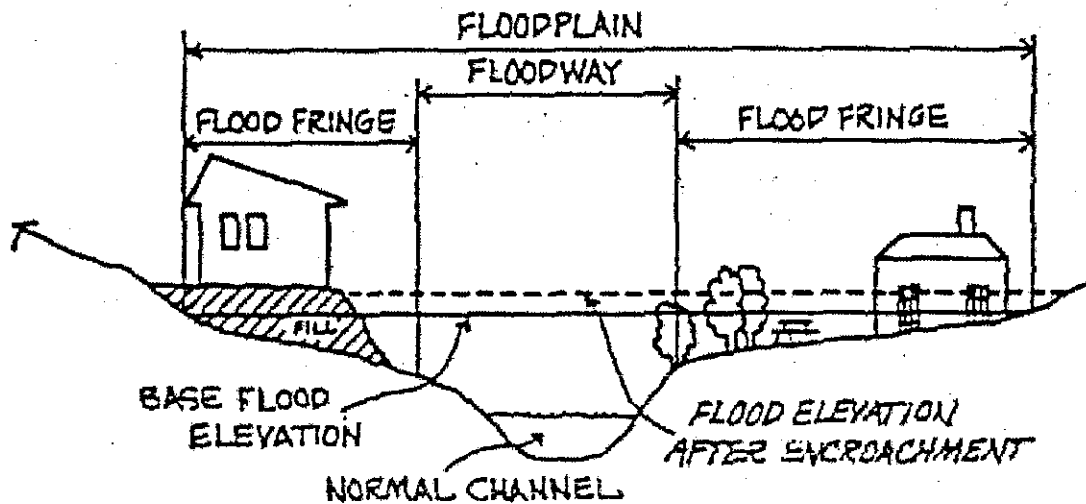 FLOODPLAIN
FLOODWAY
FLOOD FRINGE
FLOOD FRINGE
FILL
BASE FLOOD
ELEVATION
FLOOD ELEVATION
AFTER ENCROACHMENT
NORMAL CHANNEL